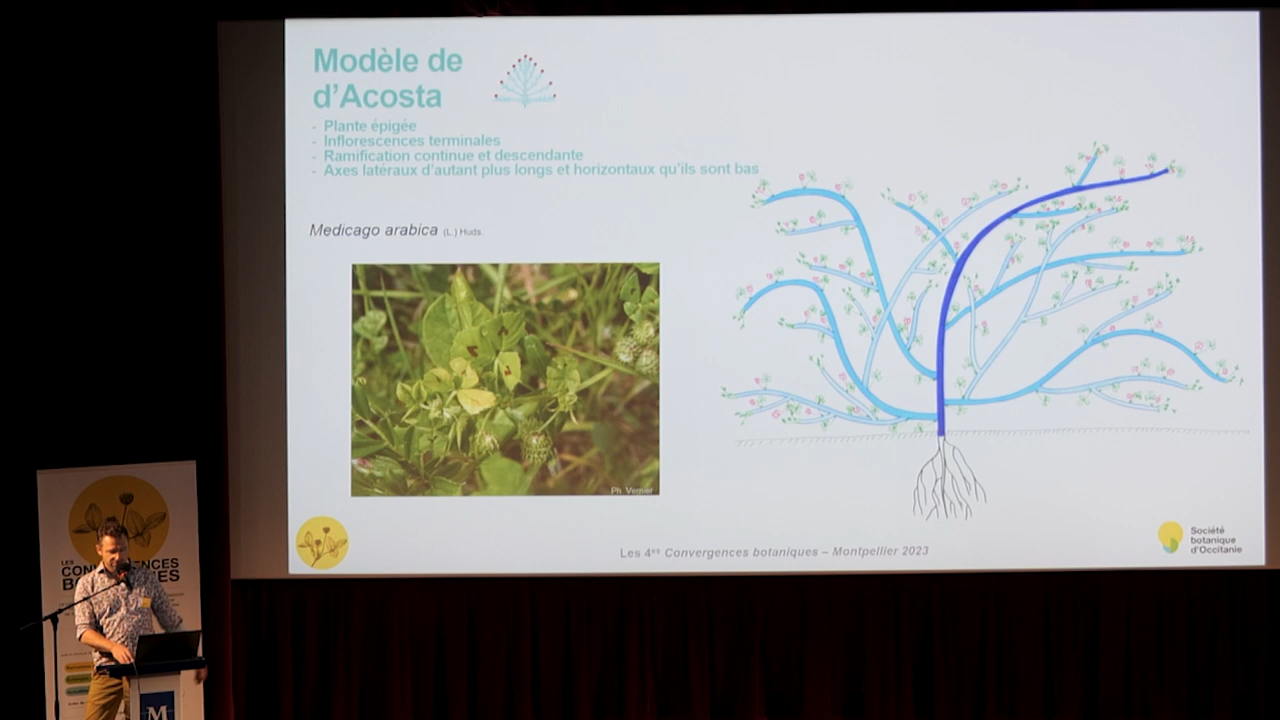 Modèle de
d'Acosta
- Plante épigée
- Inflorescences terminales
- Ramification continue et descendante
- Axes latéraux d'autant plus longs et horizontaux qu'ils sont bas
Medicago arabica (L.) Huds.
Ph. Vernier
Les 4es Convergences botaniques – Montpellier 2023
Société
botanique
d'Occitanie
LES
M